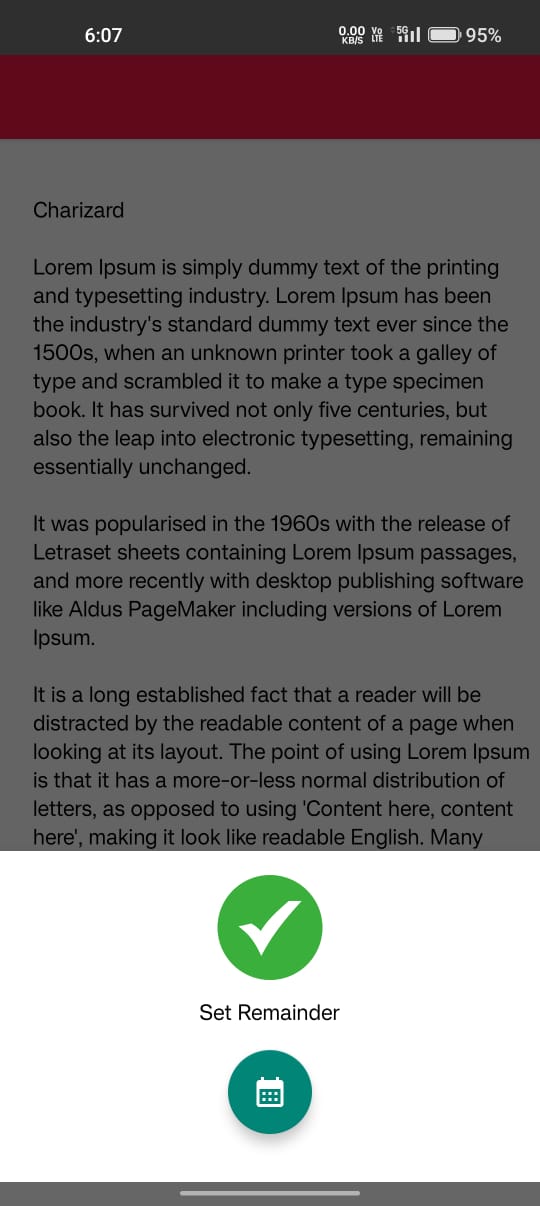 6:07
0.00 KB/S Vo LTE 5G 95%
Charizard
Lorem Ipsum is simply dummy text of the printing
and typesetting industry. Lorem Ipsum has been
the industry's standard dummy text ever since the
1500s, when an unknown printer took a galley of
type and scrambled it to make a type specimen
book. It has survived not only five centuries, but
also the leap into electronic typesetting, remaining
essentially unchanged.
It was popularised in the 1960s with the release of
Letraset sheets containing Lorem Ipsum passages,
and more recently with desktop publishing software
like Aldus PageMaker including versions of Lorem
Ipsum.
It is a long established fact that a reader will be
distracted by the readable content of a page when
looking at its layout. The point of using Lorem Ipsum
is that it has a more-or-less normal distribution of
letters, as opposed to using 'Content here, content
here', making it look like readable English. Many
Set Remainder